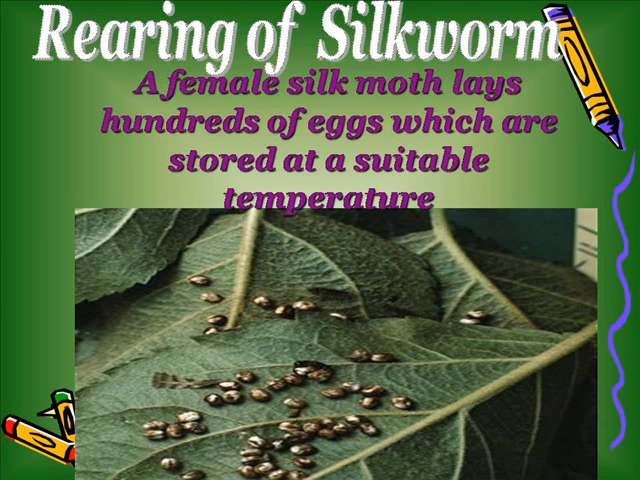 Rearing of Silkworm
A female silk moth lays
hundreds of eggs which are
stored at a suitable
temperature